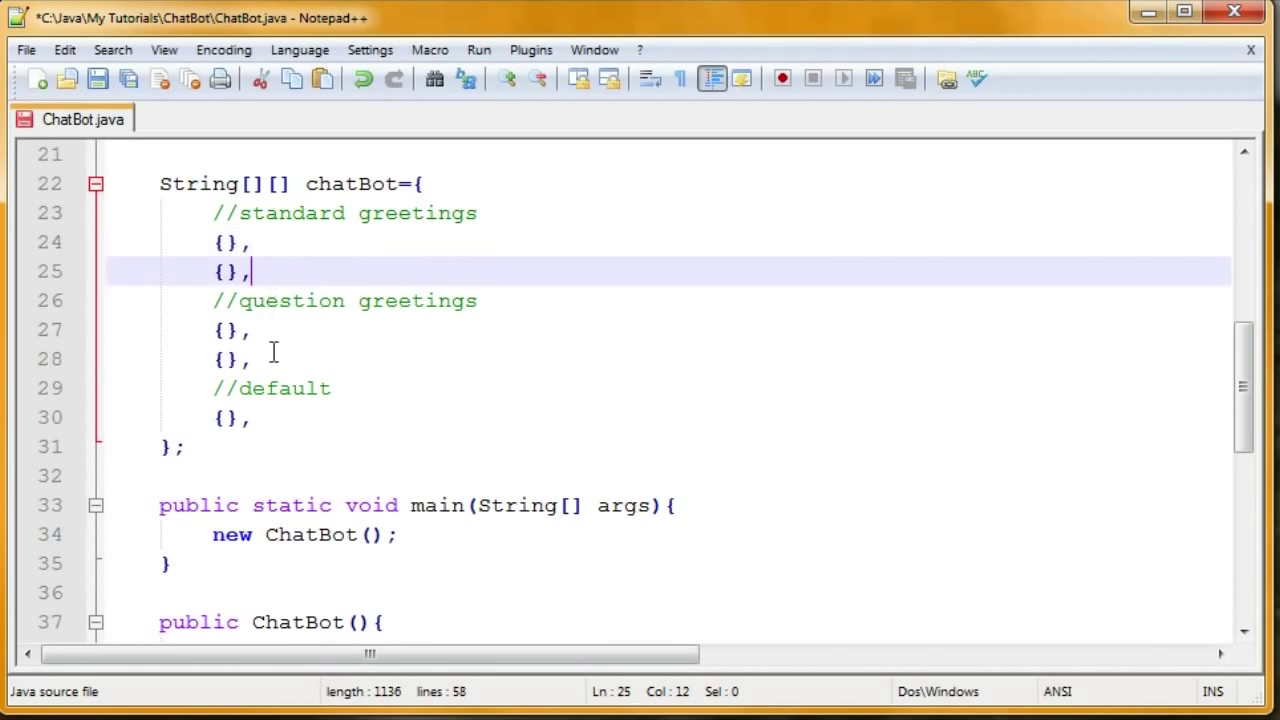 *C:\Java\My Tutorials\ChatBot\ChatBot.java - Notepad++
File Edit Search View Encoding Language Settings Macro Run Plugins Window ? X
ABC
ChatBot.java
21
22 String[][] chatBot={
23 //standard greetings
24 {},
25 {},
26 //question greetings
27 {},
28 {},
29 //default
30 {},
31 };
32
33 public static void main(String[] args){
34 new ChatBot();
35 }
36
37 public ChatBot(){
Java source file length : 1136 lines : 58 Ln : 25 Col : 12 Sel : 0 Dos\Windows ANSI INS